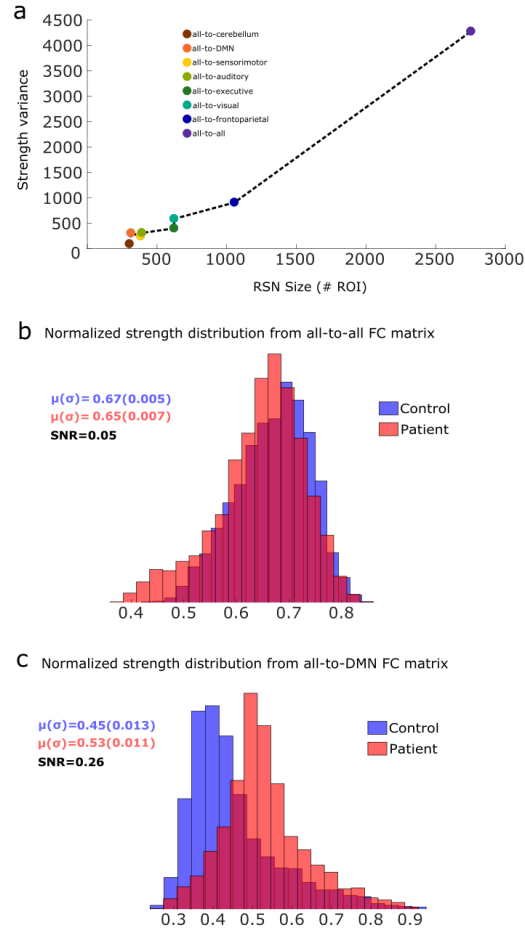 a
4500
4000
3500
3000
2500
2000
1500
1000
500
0
Strength variance
all-to-cerebellum
all-to-DMN
all-to-sensorimotor
all-to-auditory
all-to-executive
all-to-visual
all-to-frontoparietal
all-to-all
500 1000 1500 2000 2500 3000
RSN Size (# ROI)
b Normalized strength distribution from all-to-all FC matrix
μ(σ)= 0.67(0.005)
μ(σ)= 0.65(0.007)
SNR=0.05
Control
Patient
0.4 0.5 0.6 0.7 0.8
c Normalized strength distribution from all-to-DMN FC matrix
μ(σ)=0.45(0.013)
μ(σ)=0.53(0.011)
SNR=0.26
Control
Patient
0.3 0.4 0.5 0.6 0.7 0.8 0.9